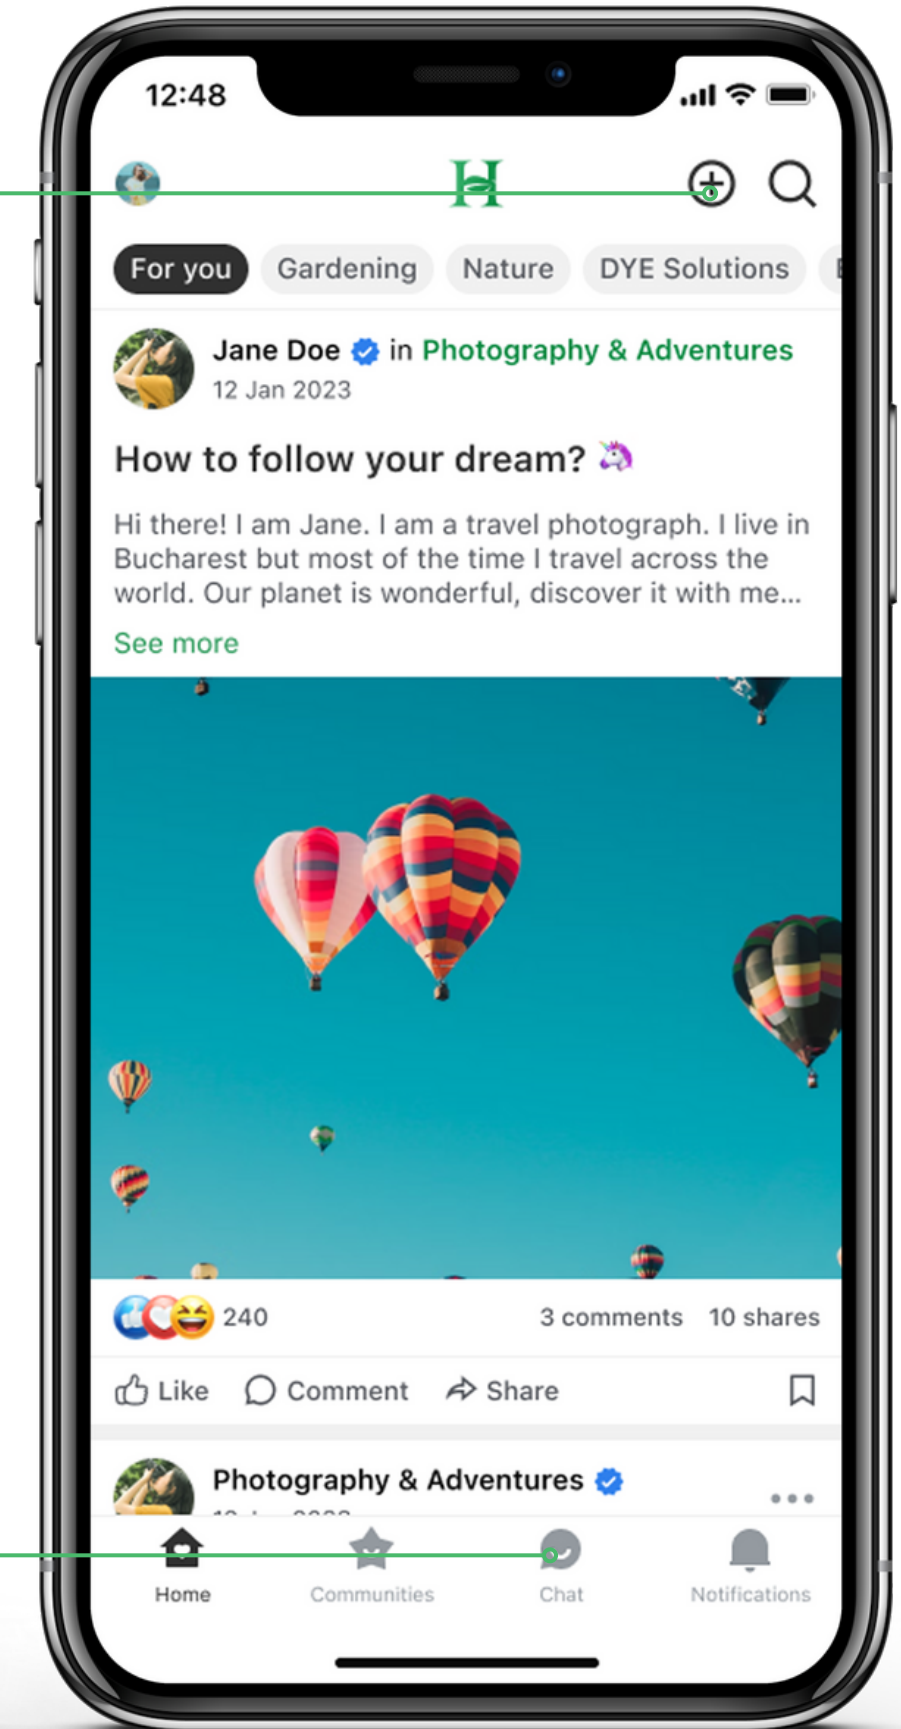 12:48
H
For you Gardening Nature DYE Solutions
Jane Doe in Photography & Adventures
12 Jan 2023
How to follow your dream?
Hi there! I am Jane. I am a travel photograph. I live in
Bucharest but most of the time I travel across the
world. Our planet is wonderful, discover it with me...
See more
240 3 comments 10 shares
Like Comment Share
Photography & Adventures
Home Communities Chat Notifications